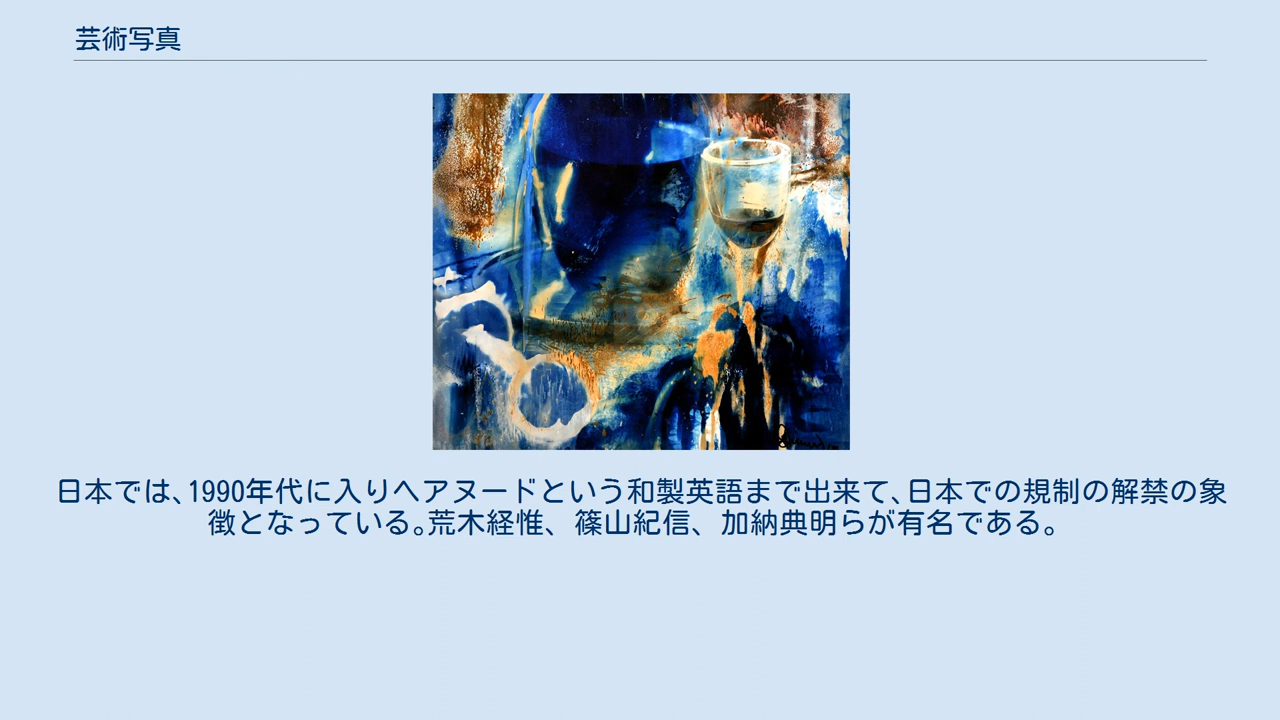 芸術写真
日本では､1990年代に入りヘアヌードという和製英語まで出来て､日本での規制の解禁の象
徴となっている｡荒木経惟、篠山紀信、加納典明らが有名である。